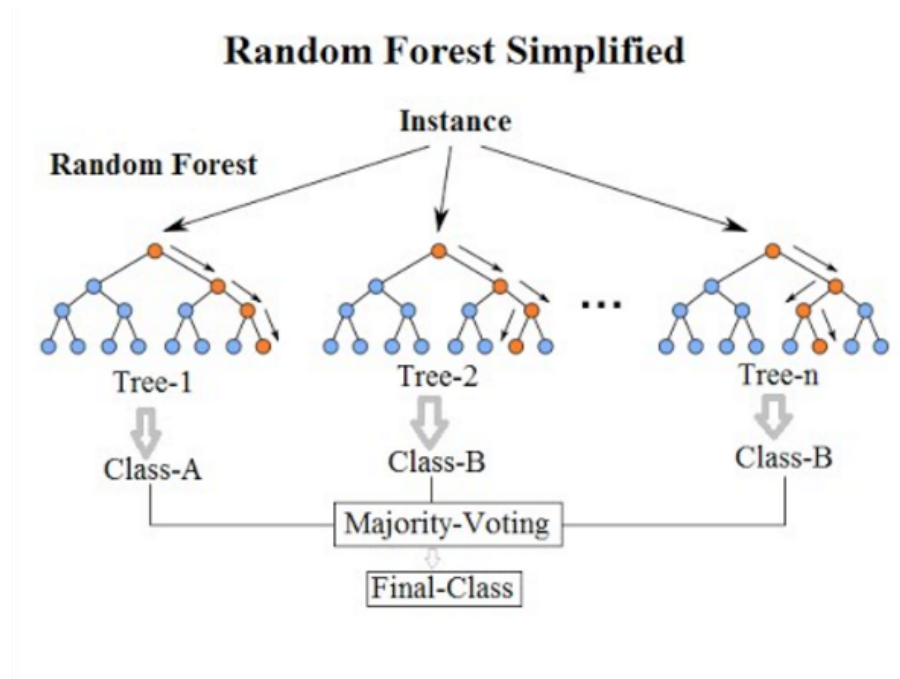 Random Forest Simplified
Instance
Random Forest
...
Tree-1
Tree-2
Tree-n
Class-A
Class-B
Class-B
Majority-Voting
Final-Class